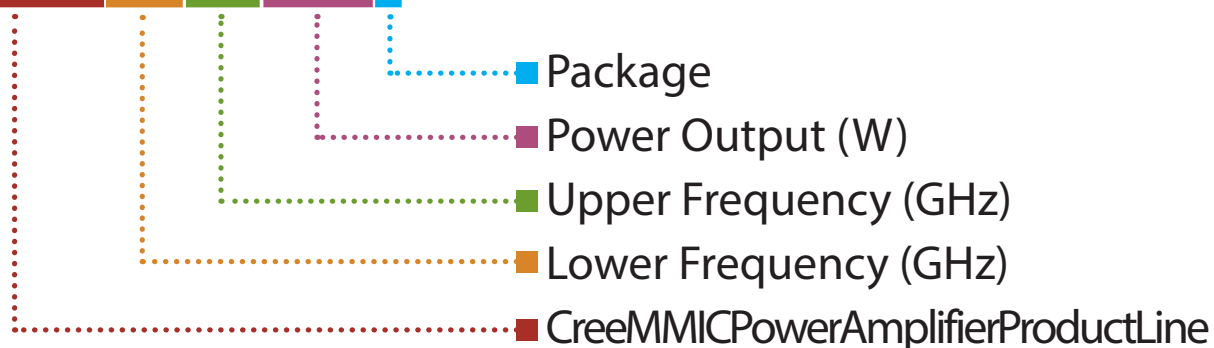 Package
Power Output (W)
Upper Frequency (GHz)
Lower Frequency (GHz)
CreeMMICPowerAmplifierProductLine